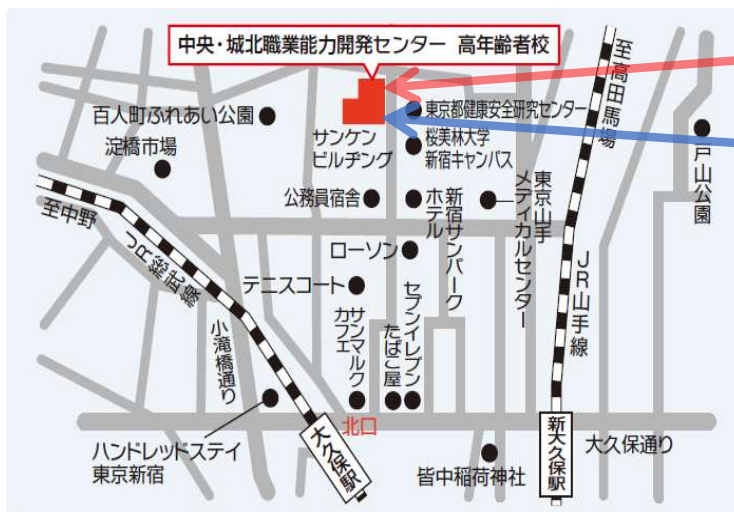 中央・城北職業能力開発センター 高年齢者校
至高田馬場
百人町ふれあい公園
東京都健康安全研究センター
淀橋市場
サンケン
ビルヂング
桜美林大学
新宿キャンパス
戸山公園
至中野
公務員宿舎
新宿サンパーク
ホテル
東京山手
メディカルセンター
JR総武線
ローソン
JR山手線
テニスコート
小滝橋通り
サンマルク
カフェ
たばこ屋
セブンイレブン
北口
大久保駅
新大久保駅
大久保通り
ハンドレッドステイ
東京新宿
皆中稲荷神社